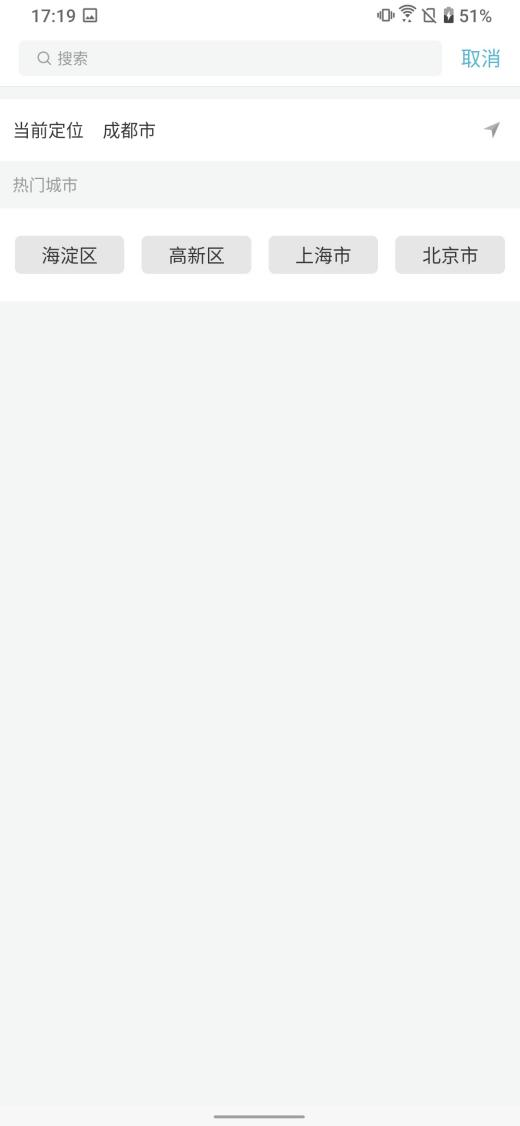 17:19 51%
搜索 取消
当前定位 成都市
热门城市
海淀区 高新区 上海市 北京市